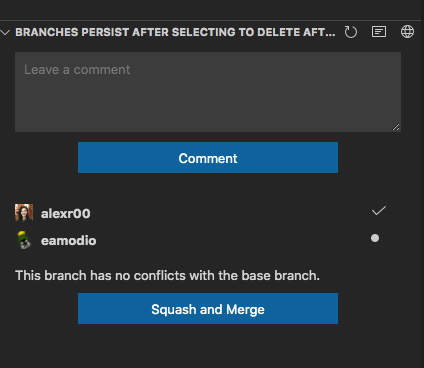 BRANCHES PERSIST AFTER SELECTING TO DELETE AFT...
Leave a comment
Comment
alexr00
eamodio
This branch has no conflicts with the base branch.
Squash and Merge